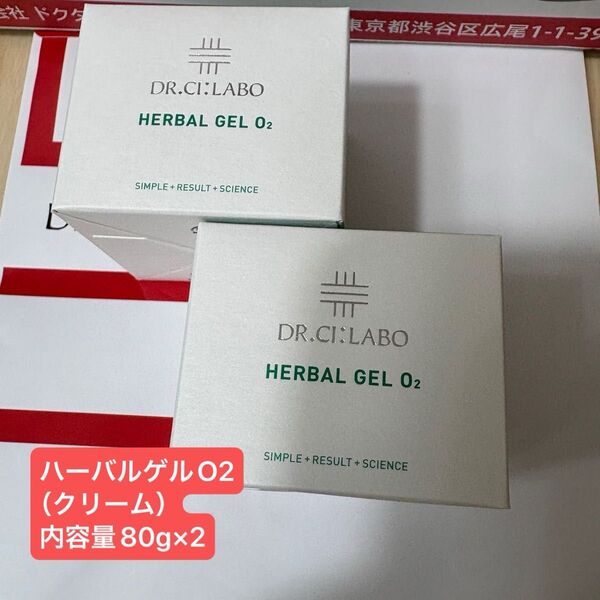 会社 ドクタ
東京都渋谷区広尾1-1-39
DR.CI:LABO
HERBAL GEL O₂
SIMPLE+RESULT+SCIENCE
DR.CI:LABO
HERBAL GEL O₂
SIMPLE+RESULT+SCIENCE
ハーバルゲルO2
（クリーム）
内容量80g×2